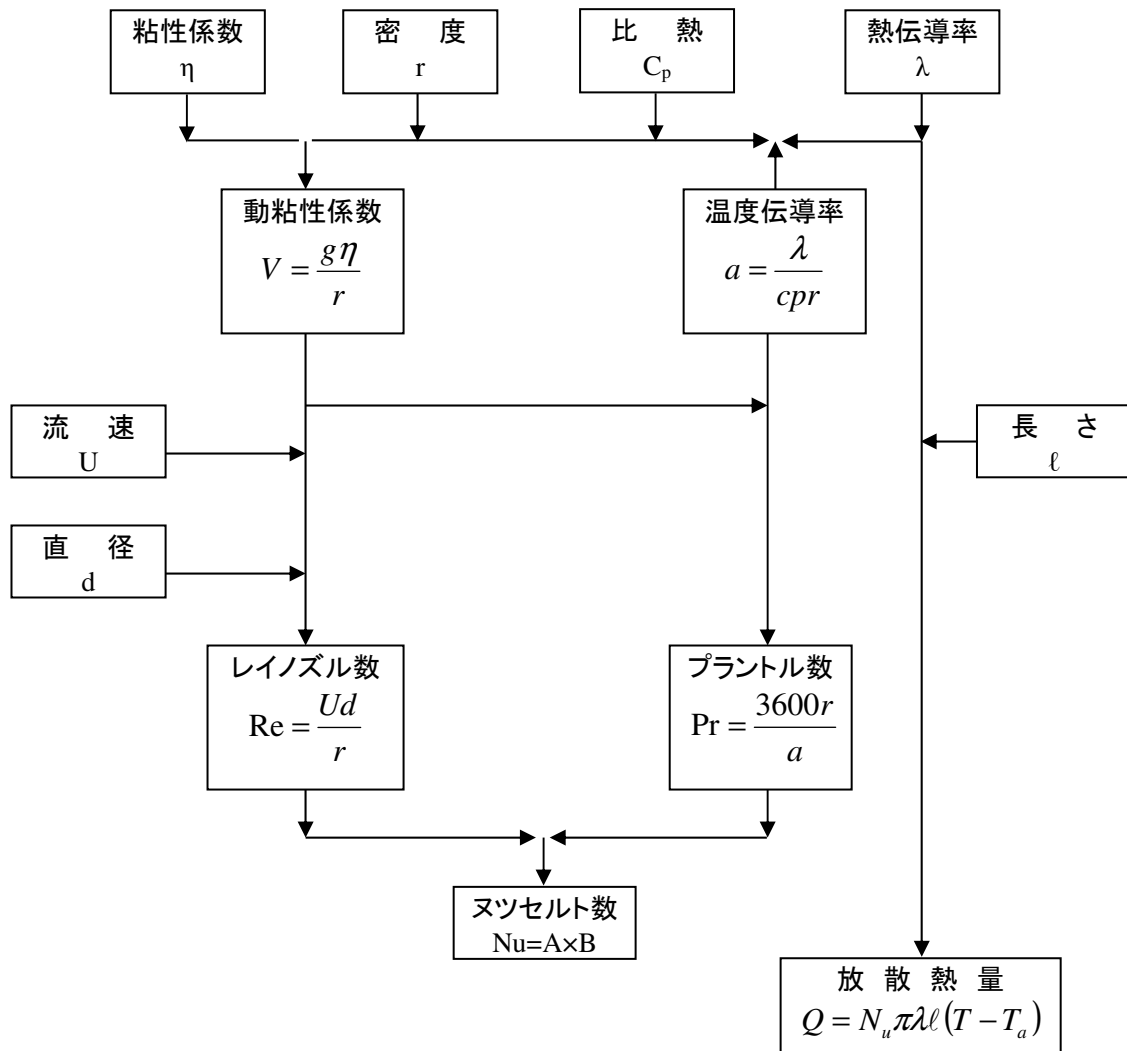 粘性係数
η
密 度
r
比 熱
Cp
熱伝導率
λ
動粘性係数
V = gη/r
温度伝導率
a = λ/cpr
流 速
U
長 さ
ℓ
直 径
d
レイノズル数
Re = Ud/r
プラントル数
Pr = 3600r/a
ヌツセルト数
Nu=A×B
放 散 熱 量
Q = Nuπλℓ(T − Ta)